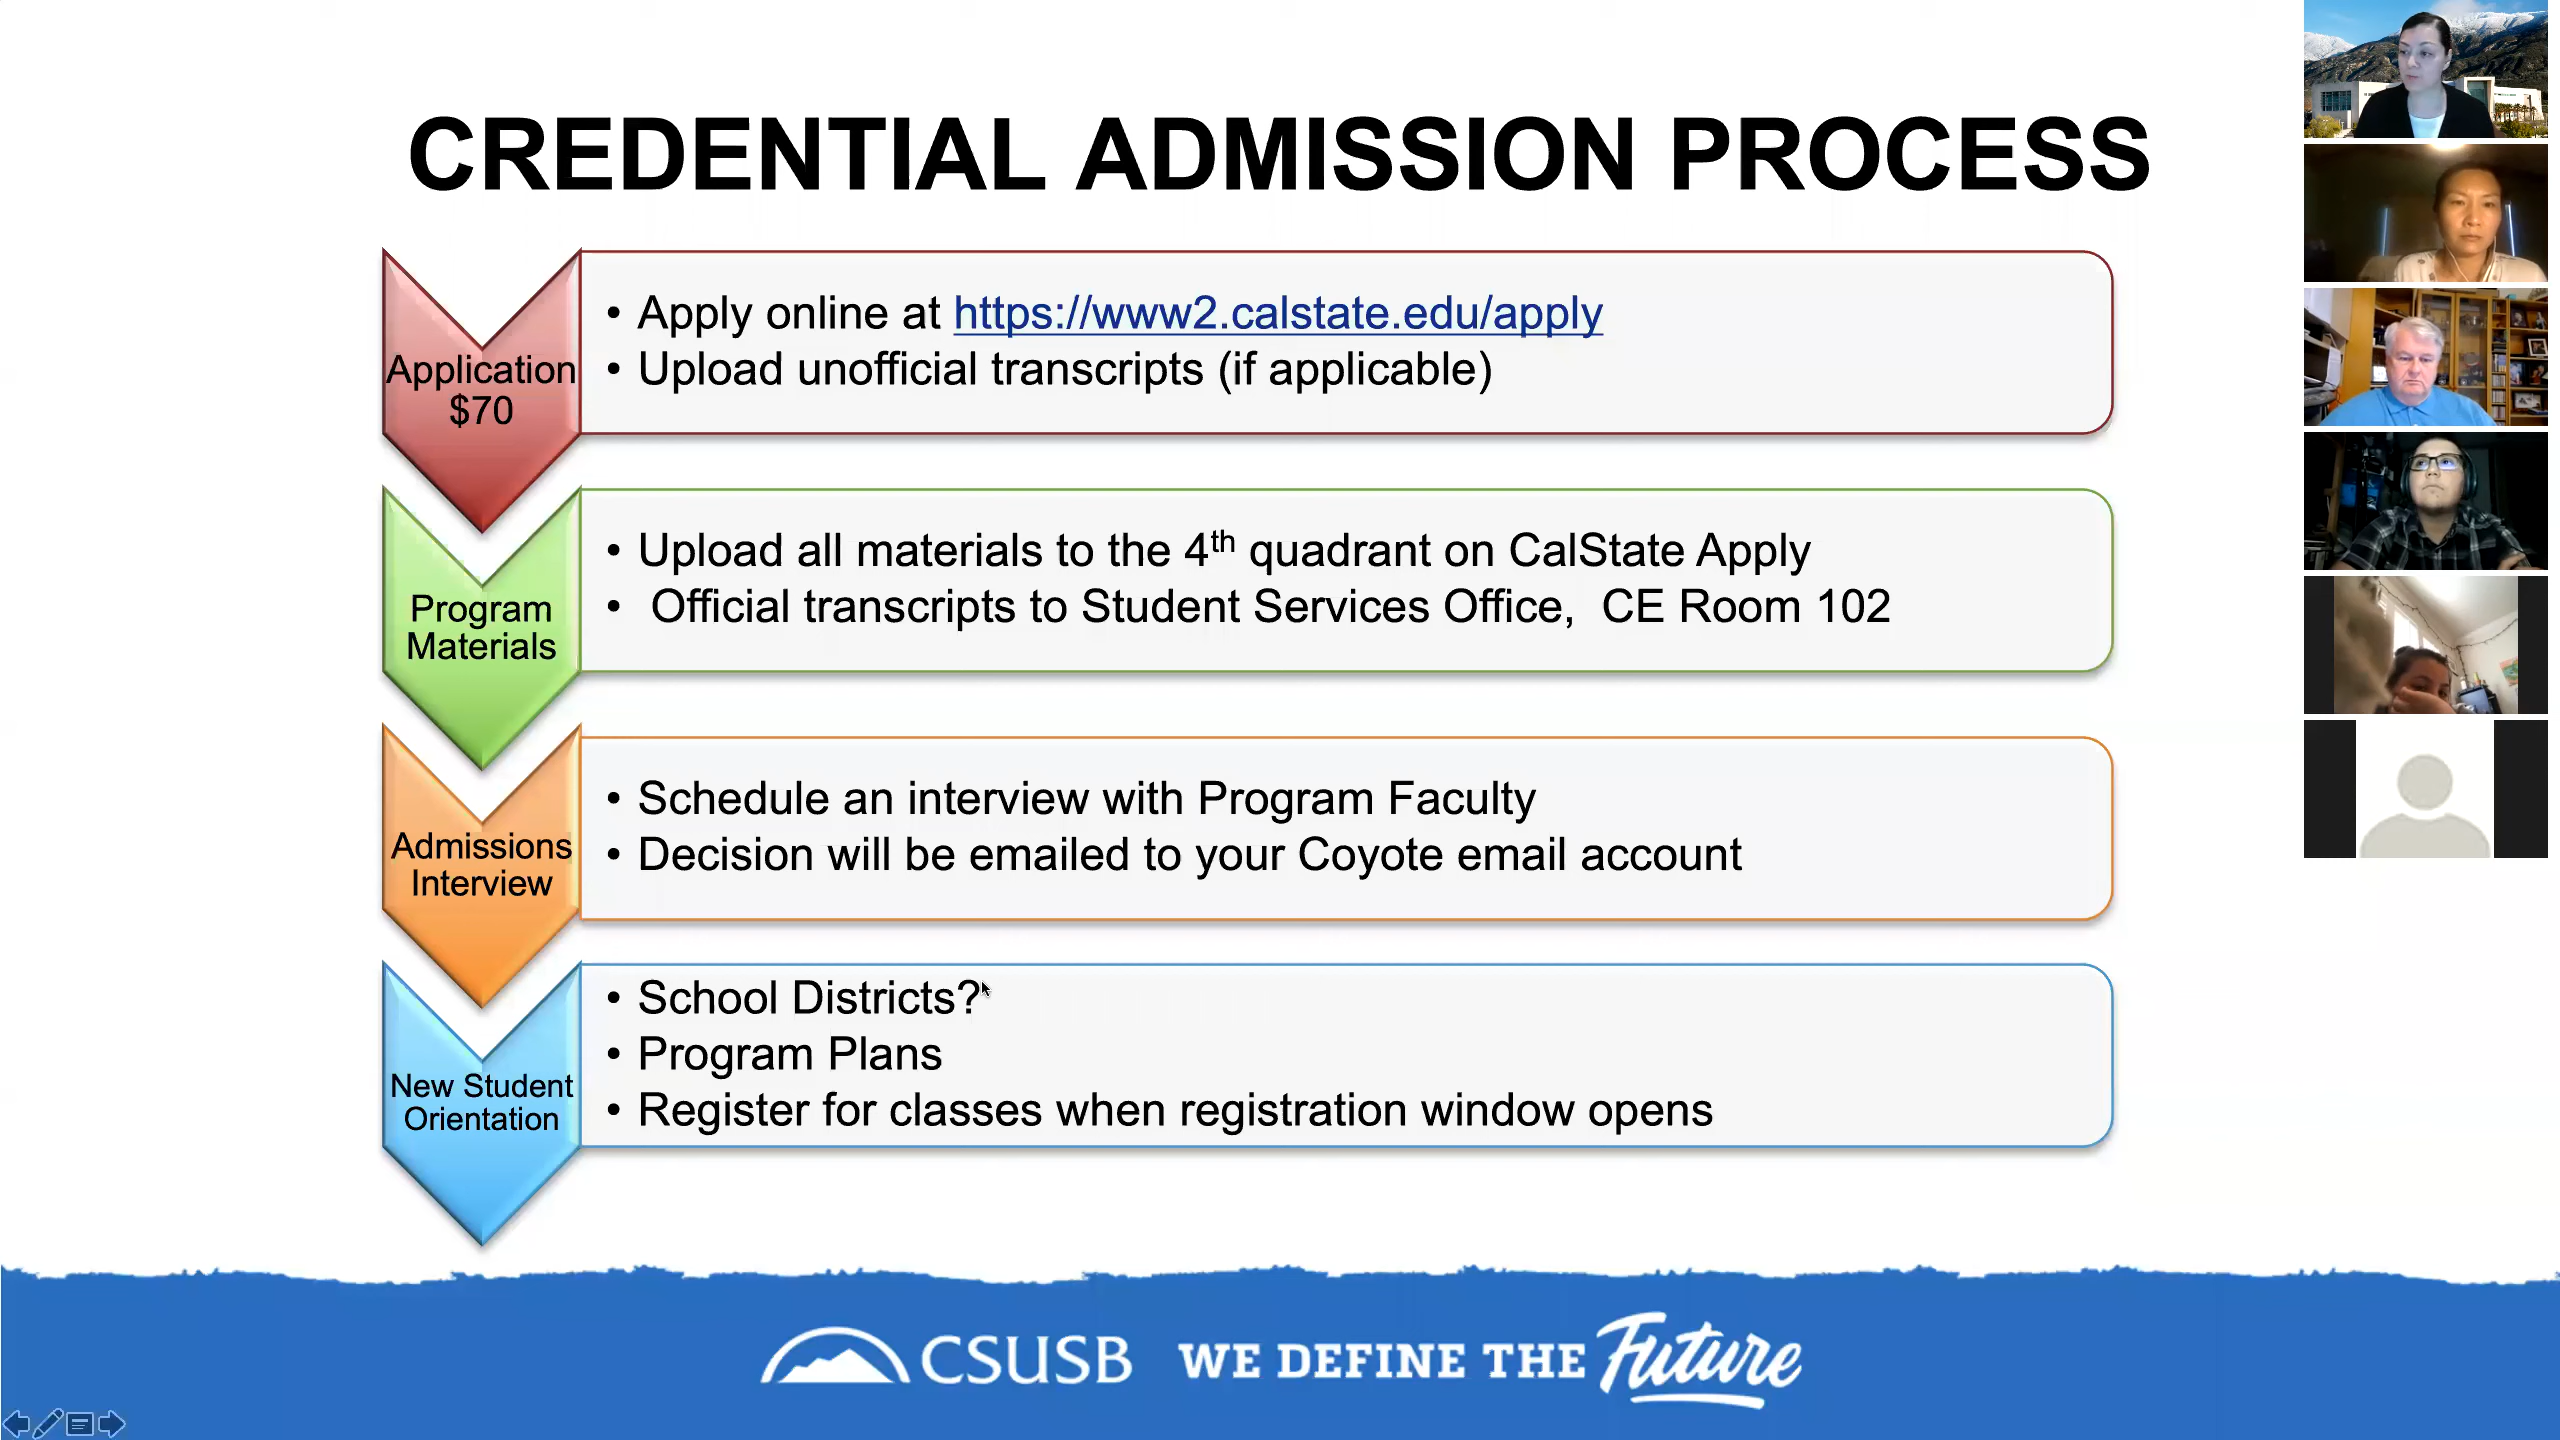 CREDENTIAL ADMISSION PROCESS
Application
$70
• Apply online at https://www2.calstate.edu/apply
• Upload unofficial transcripts (if applicable)
Program
Materials
• Upload all materials to the 4th quadrant on CalState Apply
• Official transcripts to Student Services Office, CE Room 102
Admissions
Interview
• Schedule an interview with Program Faculty
• Decision will be emailed to your Coyote email account
New Student
Orientation
• School Districts?
• Program Plans
• Register for classes when registration window opens
CSUSB WE DEFINE THE Future